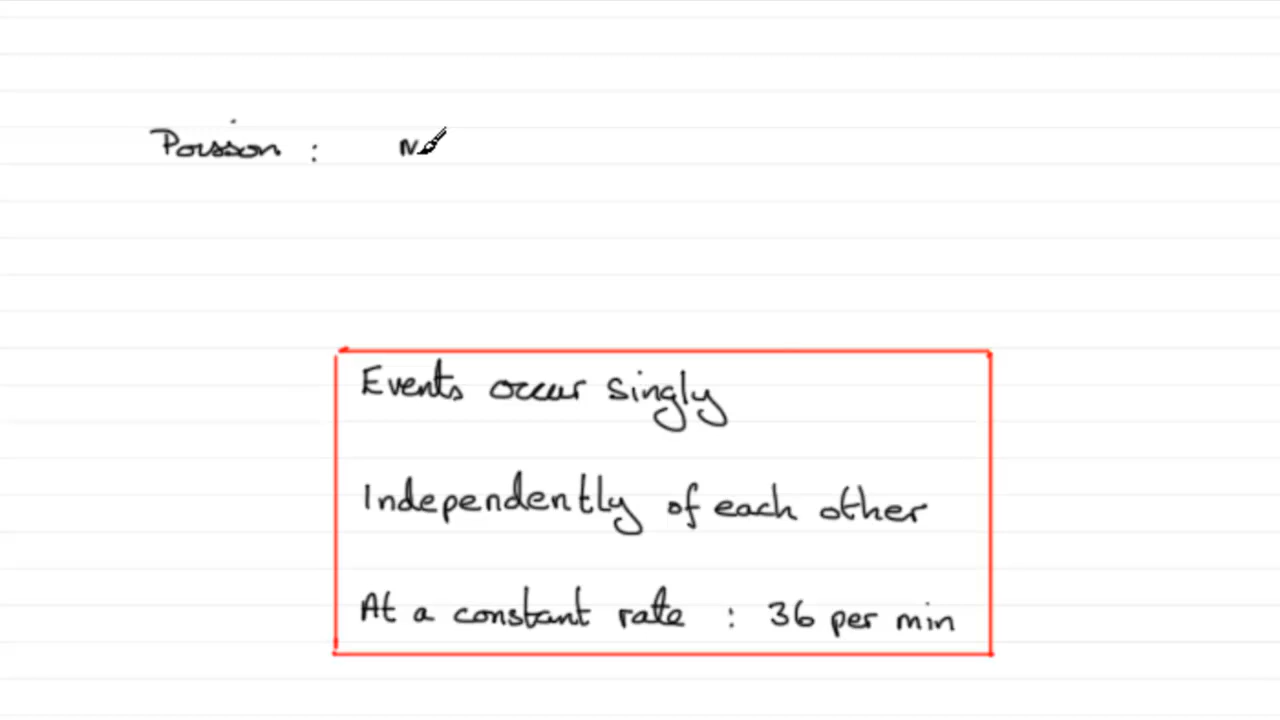 Poisson :
Events occur singly
Independently of each other
At a constant rate : 36 per min